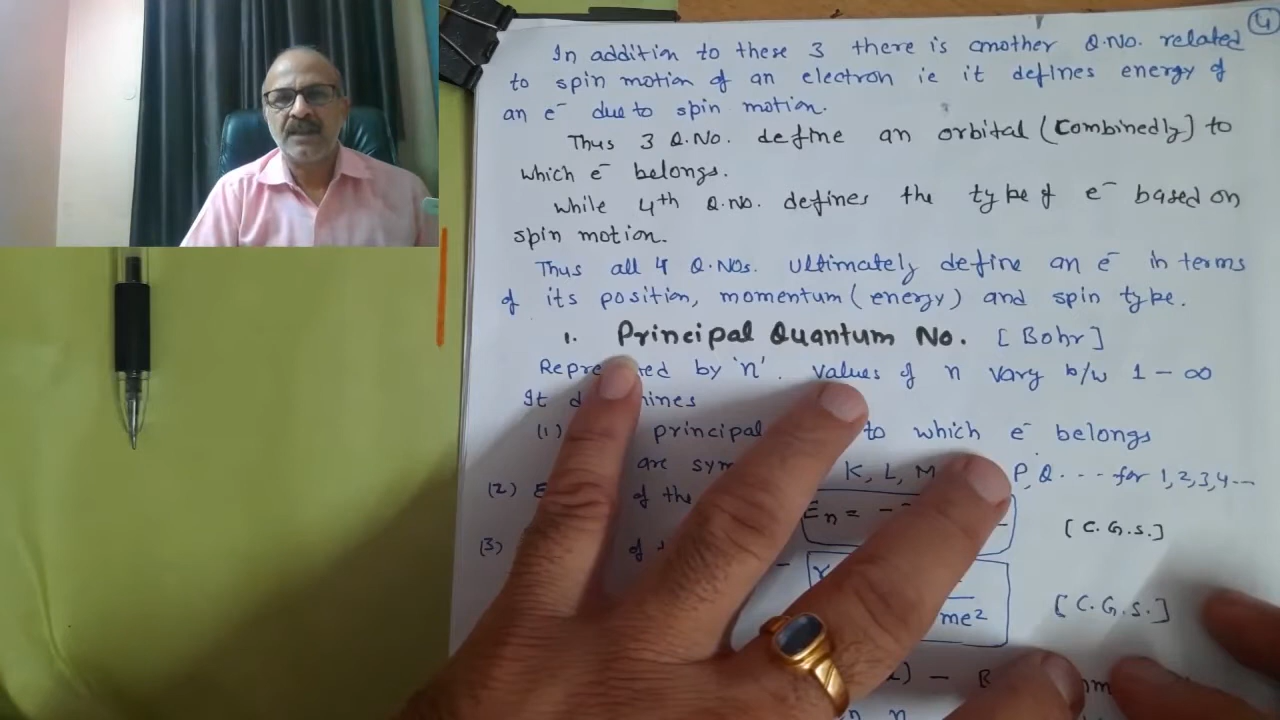 4
In addition to these 3 there is another Q.No. related
to spin motion of an electron ie it defines energy of
an e⁻ due to spin motion.
Thus 3 Q.No. define an orbital (Combinedly) to
which e⁻ belongs.
While 4th Q.No. defines the type of e⁻ based on
spin motion.
Thus all 4 Q.NOs. ultimately define an e⁻ in terms
of its position, momentum (energy) and spin type.
1. Principal Quantum No. [Bohr]
by 'n'. Values of n vary b/w 1 - ∞
It
(1) principal to which e⁻ belongs
are K, L, M P, Q .... for 1,2,3,4...
(2) of the En = - [C.G.S.]
(3) me² [C.G.S.]